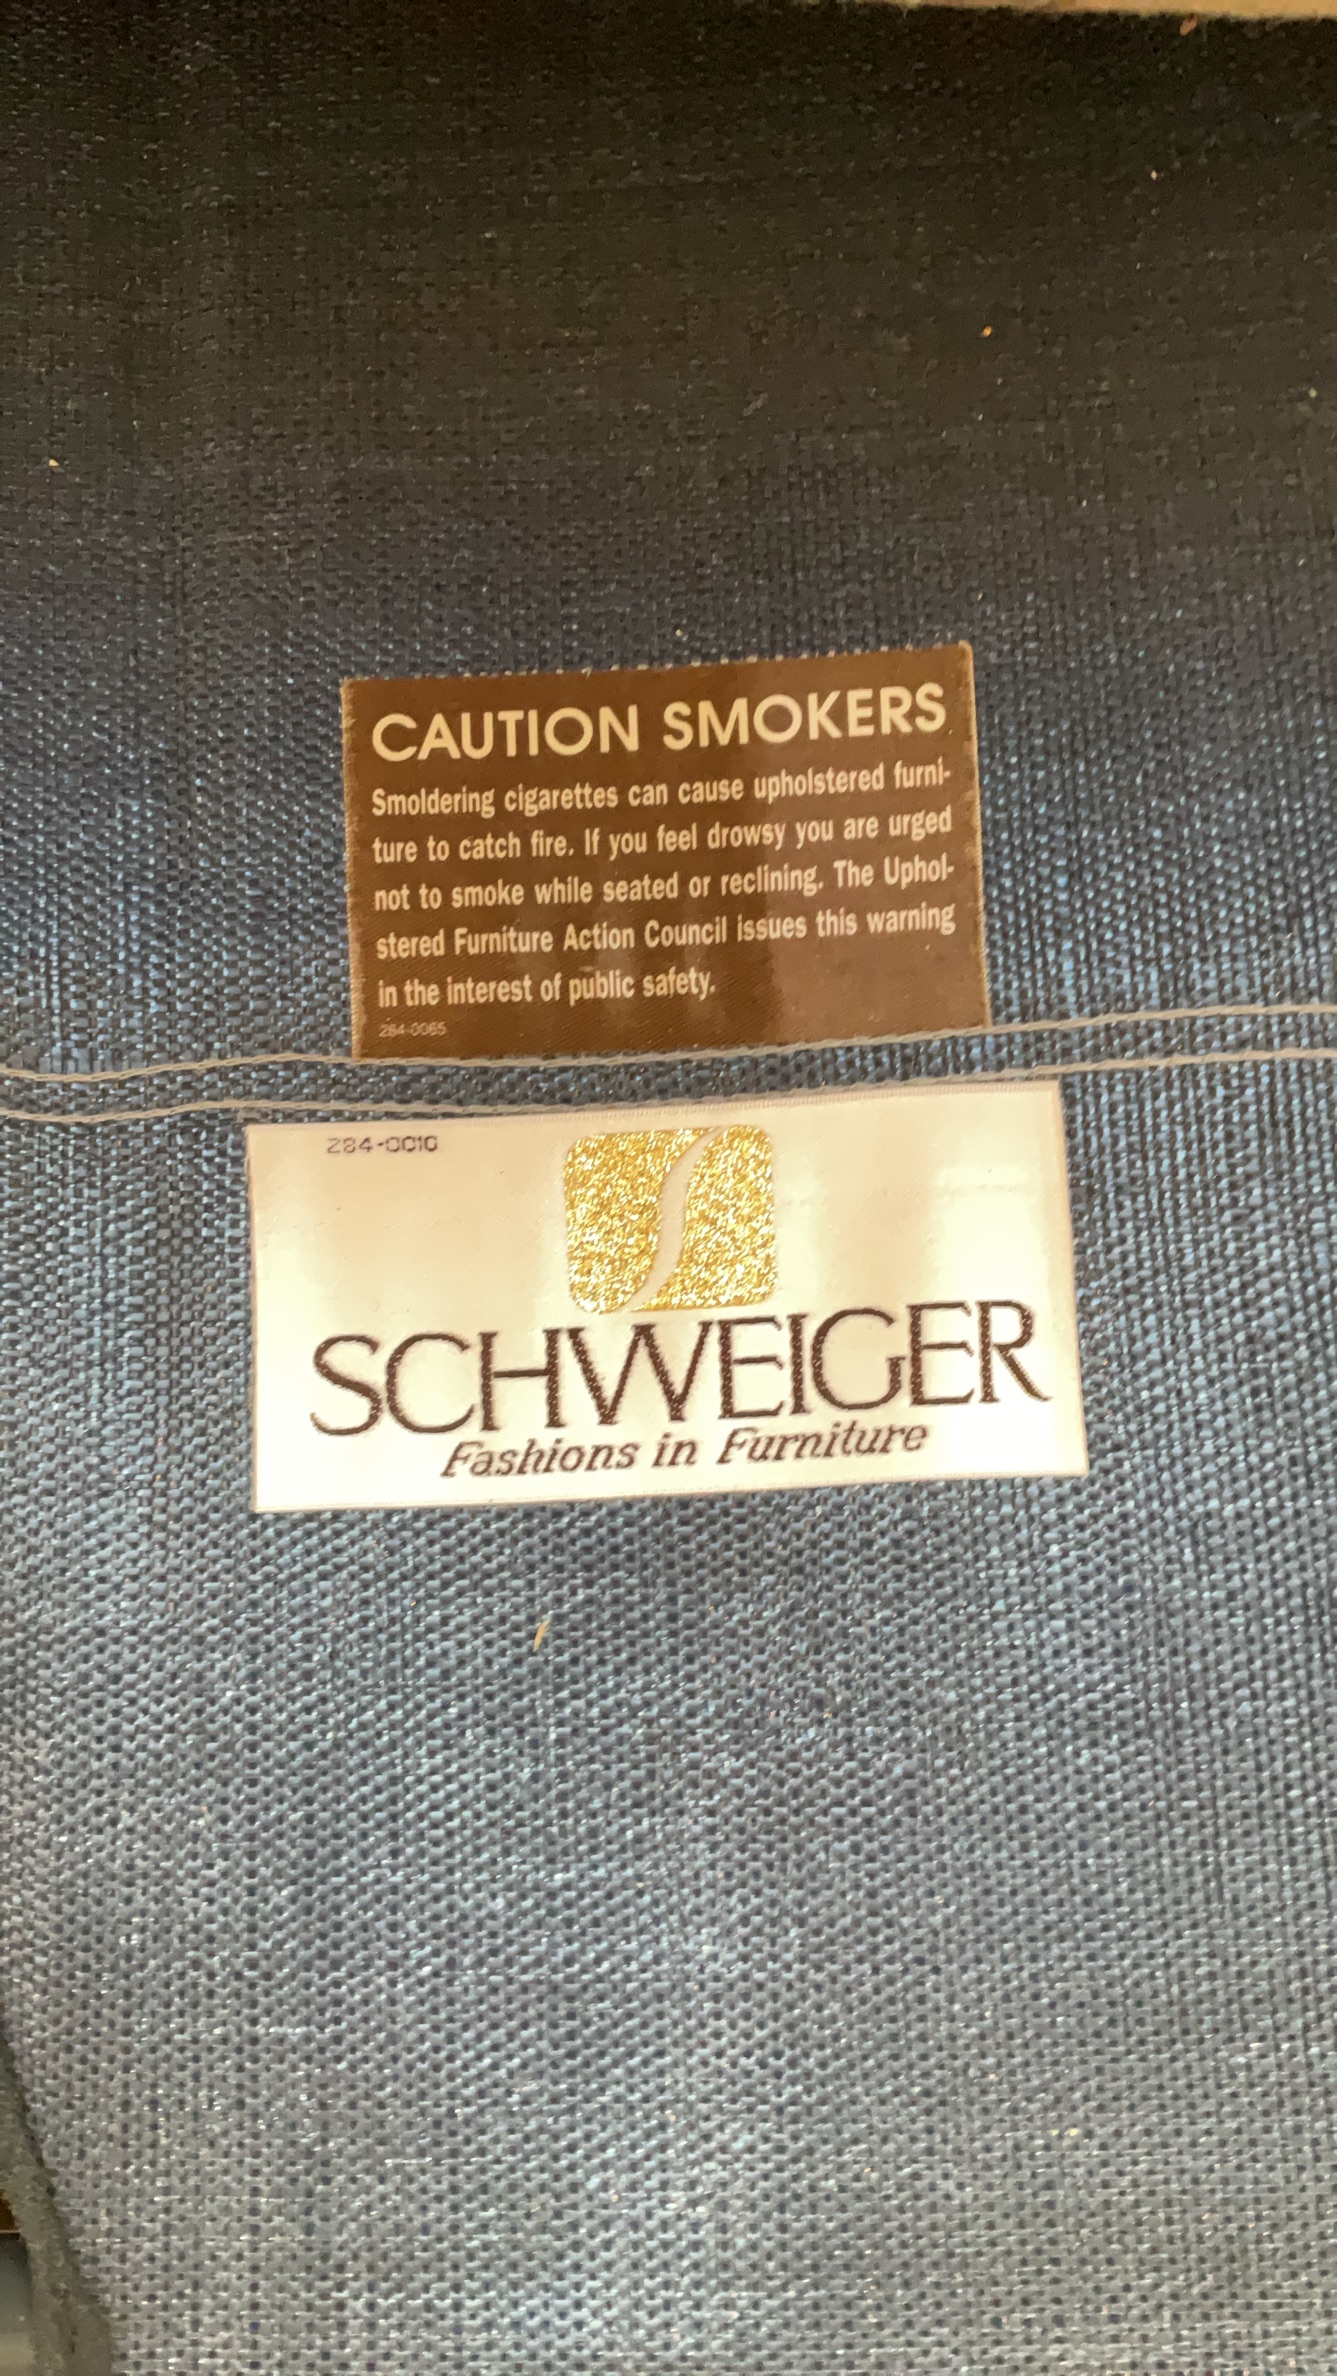 CAUTION SMOKERS
Smoldering cigarettes can cause upholstered furni-
ture to catch fire. If you feel drowsy you are urged
not to smoke while seated or reclining. The Uphol-
stered Furniture Action Council issues this warning
in the interest of public safety.
284-0065
284-0010
SCHWEIGER
Fashions in Furniture